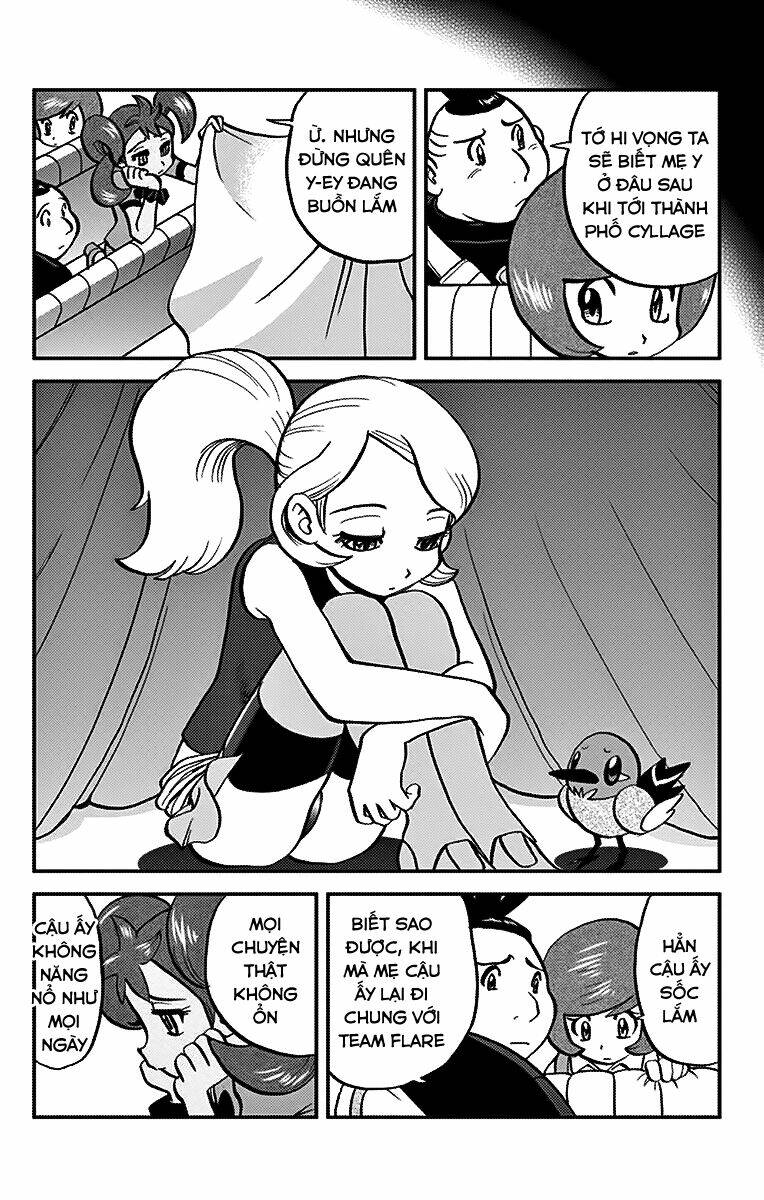 TỚ HI VỌNG TA
SẼ BIẾT MẸ Y
Ở ĐÂU SAU
KHI TỚI THÀNH
PHỐ CYLLAGE
Ừ. NHƯNG
ĐỪNG QUÊN
Y-EY ĐANG
BUỒN LẮM
HẲN
CẬU ẤY
SỐC
LẮM
BIẾT SAO
ĐƯỢC, KHI
MÀ MẸ CẬU
ẤY LẠI ĐI
CHUNG VỚI
TEAM FLARE
MỌI
CHUYỆN
THẬT
KHÔNG
ỔN
CẬU ẤY
KHÔNG
NĂNG
NỔ NHƯ
MỌI
NGÀY